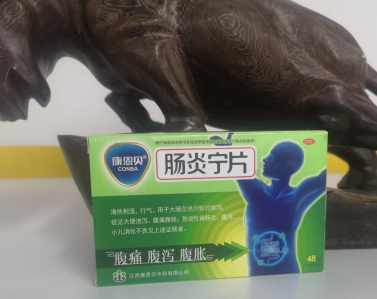 康恩贝
CONBA
肠炎宁片
清热利湿，行气。用于大肠湿热所致的泄泻，
症见大便泄泻、腹痛腹胀；急慢性胃肠炎、腹泻、
小儿消化不良见上述证候者。
腹痛 腹泻 腹胀
48
江西康恩贝中药有限公司